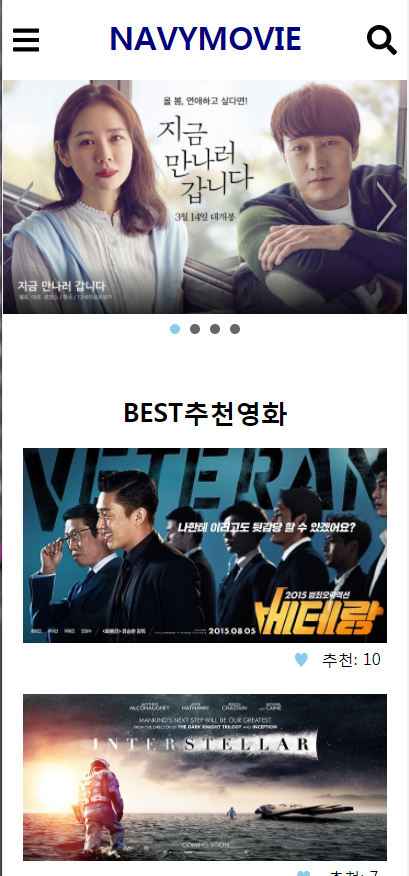 NAVYMOVIE
올 봄, 연애하고 싶다면!
지금
만나러
갑니다
3월 14일 대개봉
지금 만나러 갑니다
BEST추천영화
VETERAN
나한테 이러고도 뒷감당 할 수 있겠어요?
2015 범죄오락액션
베테랑
2015.08.05
추천: 10
MATTHEW McCONAUGHEY ANNE HATHAWAY JESSICA CHASTAIN MICHAEL CAINE
MANKIND'S NEXT STEP WILL BE OUR GREATEST.
FROM THE DIRECTOR OF THE DARK KNIGHT TRILOGY AND INCEPTION
INTERSTELLAR
COMING SOON
추천: 7